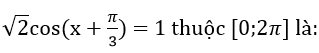 √2cos(x + π/3) = 1 thuộc [0;2π] là: